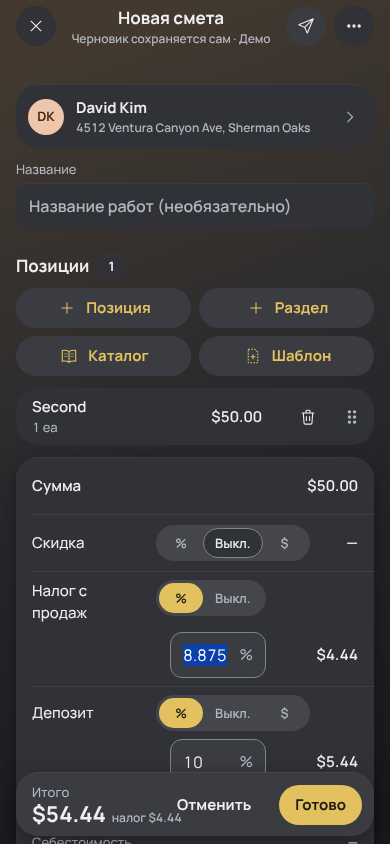 Новая смета
Черновик сохраняется сам · Демо
DK
David Kim
4512 Ventura Canyon Ave, Sherman Oaks
Название
Название работ (необязательно)
Позиции 1
+ Позиция
+ Раздел
Каталог
Шаблон
Second
1 ea
$50.00
Сумма $50.00
Скидка % Выкл. $ –
Налог с продаж % Выкл.
8.875 % $4.44
Депозит % Выкл. $
10 % $5.44
Итого
$54.44 налог $4.44
Отменить
Готово
Себестоимость –